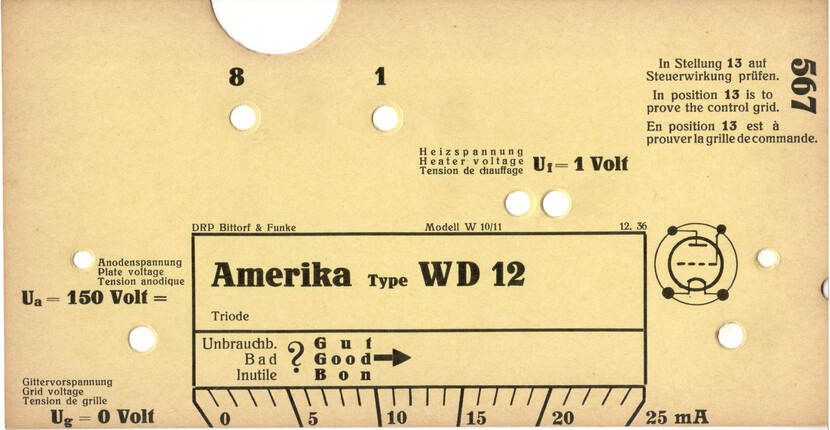 8 1
In Stellung 13 auf
Steuerwirkung prüfen.
In position 13 is to
prove the control grid.
En position 13 est à
prouver la grille de commande.
567
Heizspannung
Heater voltage
Tension de chauffage
Uf = 1 Volt
DRP Bittorf & Funke Modell W 10/11 12. 36
Anodenspannung
Plate voltage
Tension anodique
Ua = 150 Volt =
Amerika Type WD 12
Triode
Unbrauchb. ? Gut
Bad Good
Inutile Bon
Gittervorspannung
Grid voltage
Tension de grille
Ug = 0 Volt
0 5 10 15 20 25 mA